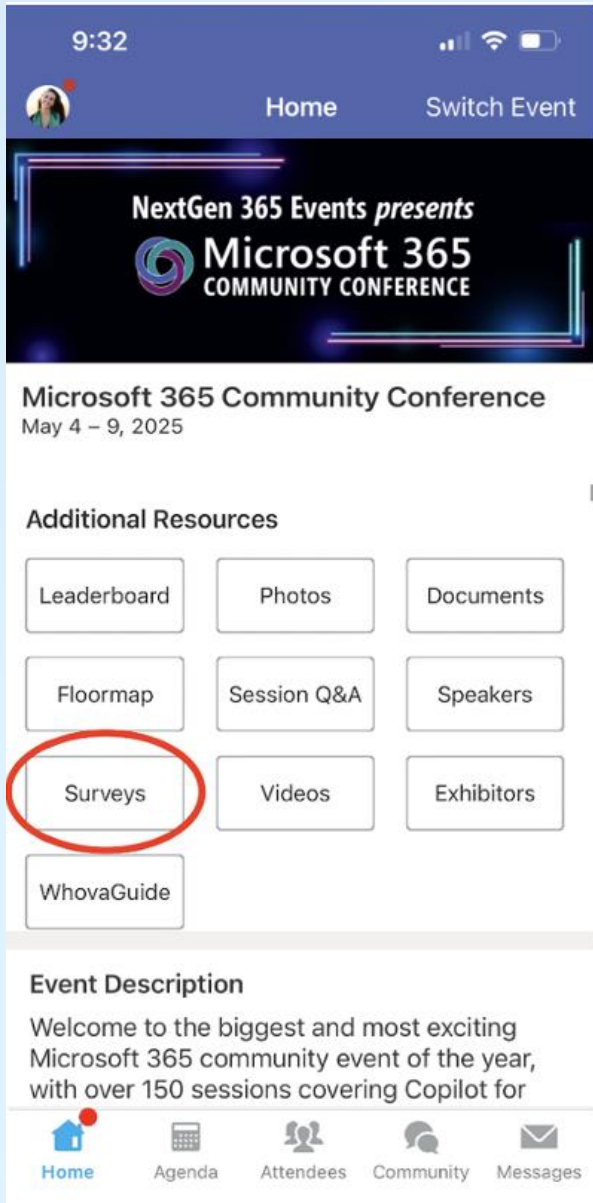 9:32
Home
Switch Event
NextGen 365 Events presents
Microsoft 365
COMMUNITY CONFERENCE
Microsoft 365 Community Conference
May 4 – 9, 2025
Additional Resources
Leaderboard
Photos
Documents
Floormap
Session Q&A
Speakers
Surveys
Videos
Exhibitors
WhovaGuide
Event Description
Welcome to the biggest and most exciting
Microsoft 365 community event of the year,
with over 150 sessions covering Copilot for
Home
Agenda
Attendees
Community
Messages